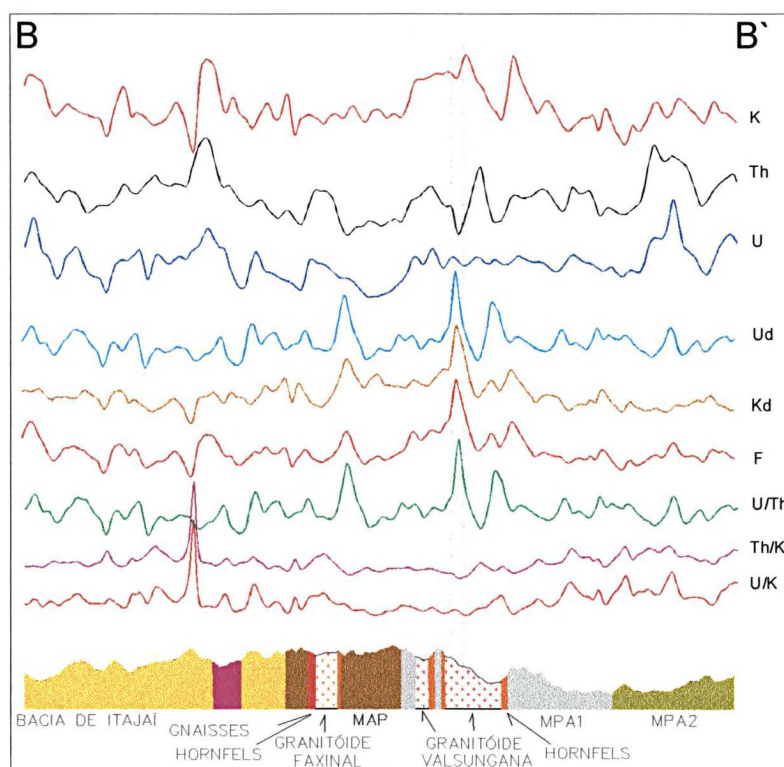 B B`
K
Th
U
Ud
Kd
F
U/Th
Th/K
U/K
BACIA DE ITAJAÍ
GNAISSES
HORNFELS
GRANITÓIDE
FAXINAL
MAP
GRANITÓIDE
VALSUNGANA
HORNFELS
MPA1
MPA2